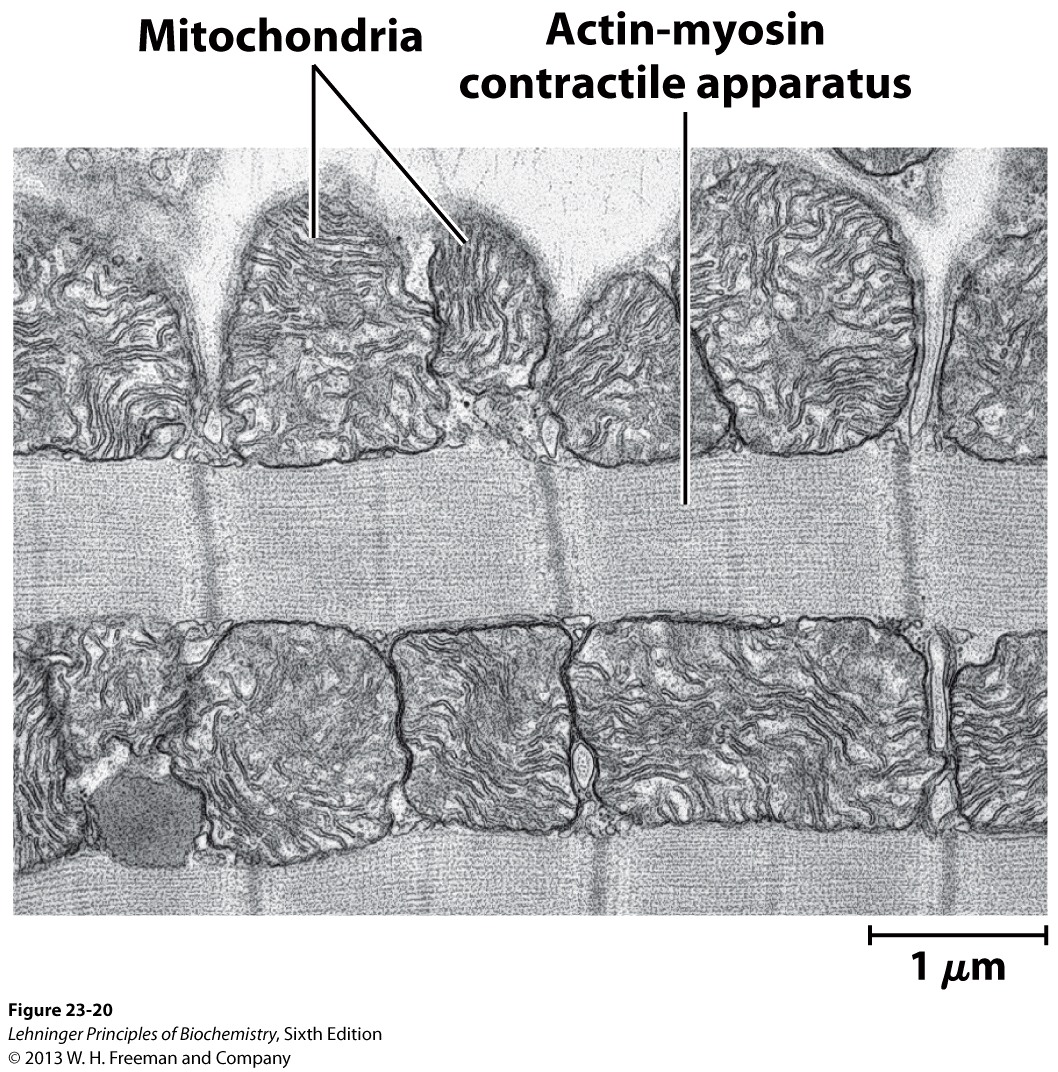 Mitochondria
Actin-myosin
contractile apparatus
1 μm
Figure 23-20
Lehninger Principles of Biochemistry, Sixth Edition
© 2013 W. H. Freeman and Company